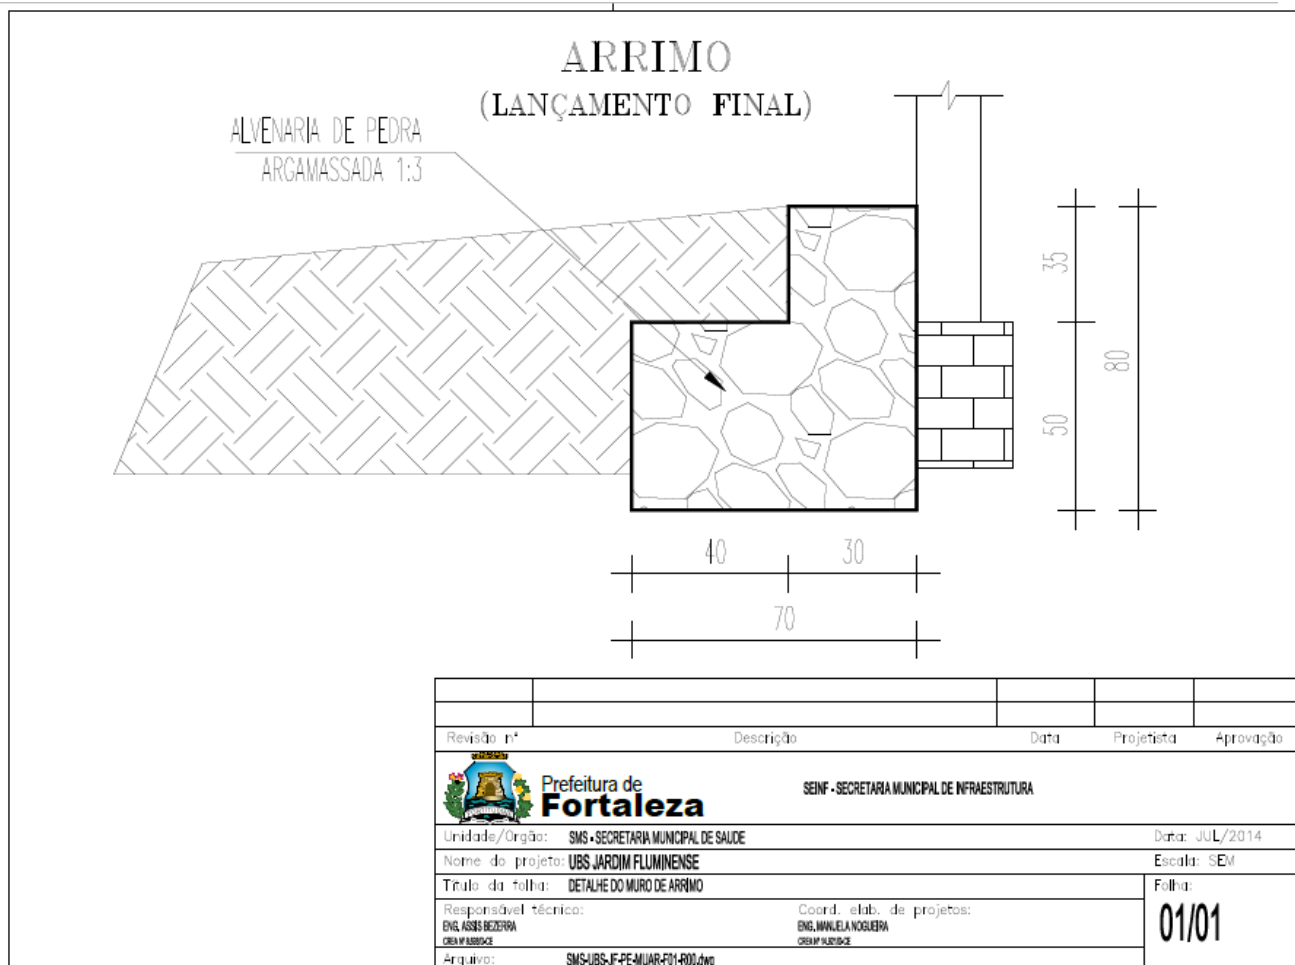 ARRIMO
(LANÇAMENTO FINAL)
ALVENARIA DE PEDRA
ARGAMASSADA 1:3
35
50
80
40
30
70
Revisão nº
Descrição
Data
Projetista
Aprovação
Prefeitura de
Fortaleza
SEINF - SECRETARIA MUNICIPAL DE INFRAESTRUTURA
Unidade/Orgão: SMS - SECRETARIA MUNICIPAL DE SAUDE
Data: JUL/2014
Nome do projeto: UBS JARDIM FLUMINENSE
Escala: SEM
Título da folha: DETALHE DO MURO DE ARRIMO
Folha:
01/01
Responsável técnico:
ENG. ASSIS BEZERRA
Coord. elab. de projetos:
ENG. MANUELA NOGUEIRA
Arquivo: SMS-UBS-JF-PE-MUAR-F01-R00.dwg